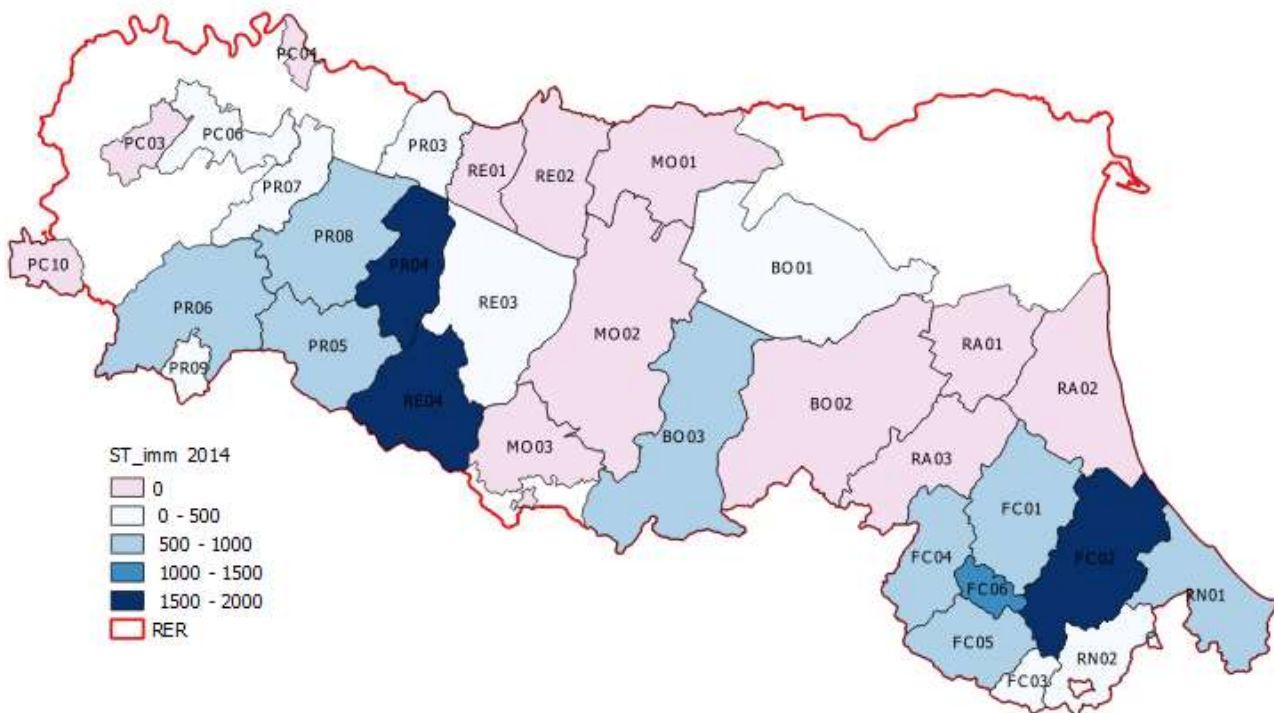 PC04
PC03
PC06
PR03
RE01
RE02
MO01
PR07
PR08
PC10
PR04
BO01
PR06
RE03
MO02
PR05
RA01
PR09
RA02
RE04
BO02
BO03
MO03
RA03
ST_imm 2014
0
0 - 500
500 - 1000
1000 - 1500
1500 - 2000
RER
FC01
FC04
FC02
FC06
RN01
FC05
RN02
FC03